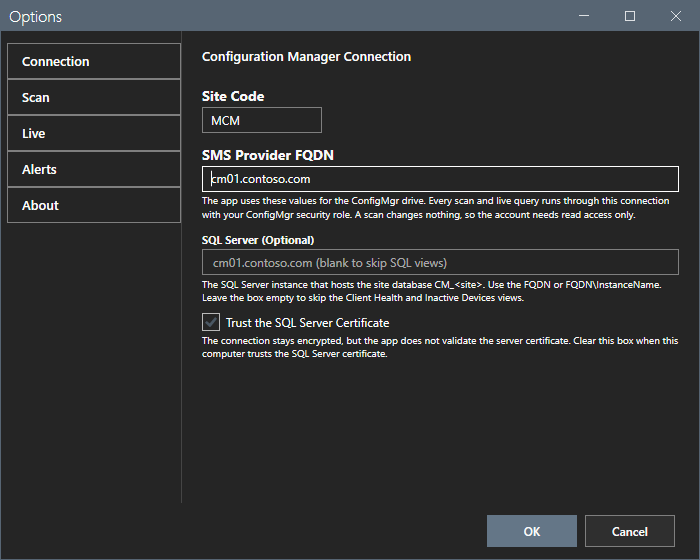 Options
Connection
Scan
Live
Alerts
About
Configuration Manager Connection
Site Code
MCM
SMS Provider FQDN
cm01.contoso.com
The app uses these values for the ConfigMgr drive. Every scan and live query runs through this connection
with your ConfigMgr security role. A scan changes nothing, so the account needs read access only.
SQL Server (Optional)
cm01.contoso.com (blank to skip SQL views)
The SQL Server instance that hosts the site database CM_<site>. Use the FQDN or FQDN\InstanceName.
Leave the box empty to skip the Client Health and Inactive Devices views.
Trust the SQL Server Certificate
The connection stays encrypted, but the app does not validate the server certificate. Clear this box when this
computer trusts the SQL Server certificate.
OK
Cancel